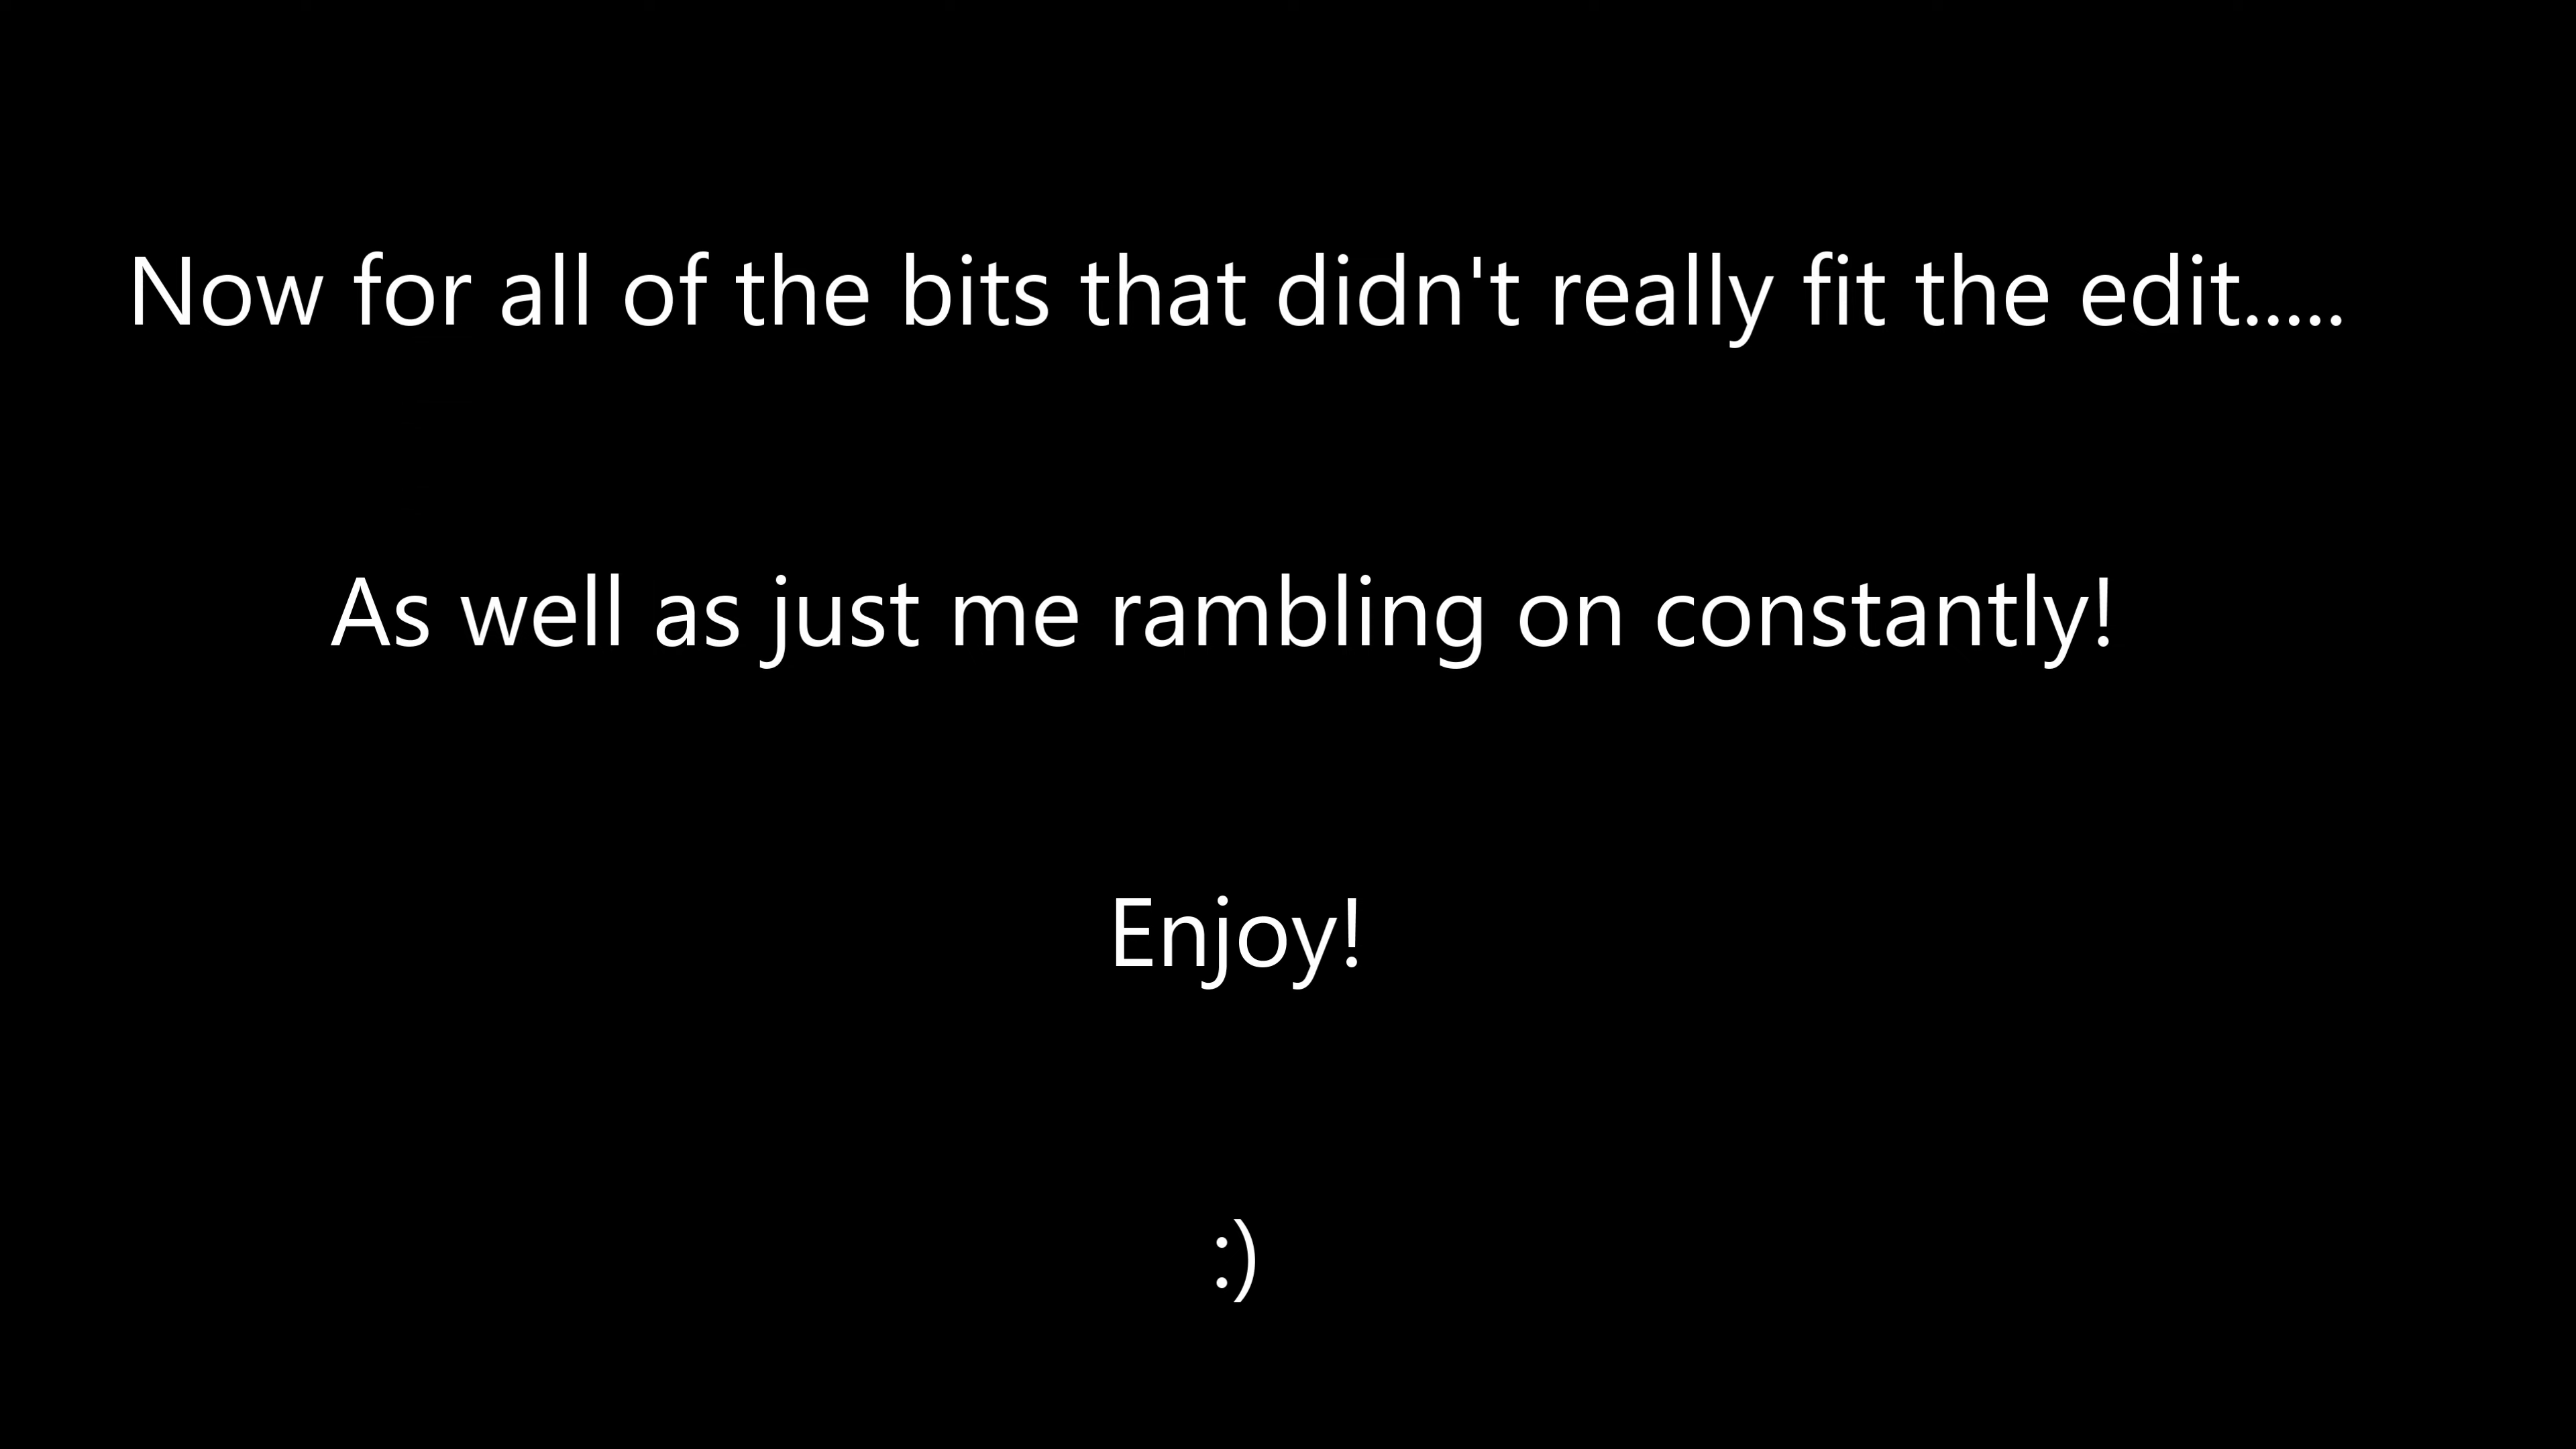 Now for all of the bits that didn't really fit the edit.....
As well as just me rambling on constantly!
Enjoy!
:)